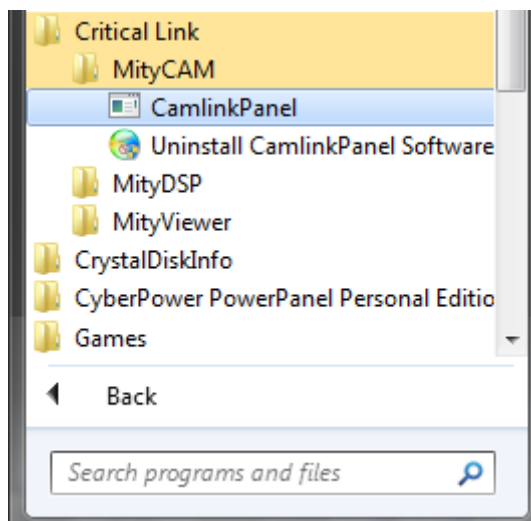 Critical Link
MityCAM
CamlinkPanel
Uninstall CamlinkPanel Software
MityDSP
MityViewer
CrystalDiskInfo
CyberPower PowerPanel Personal Editio
Games
Back
Search programs and files